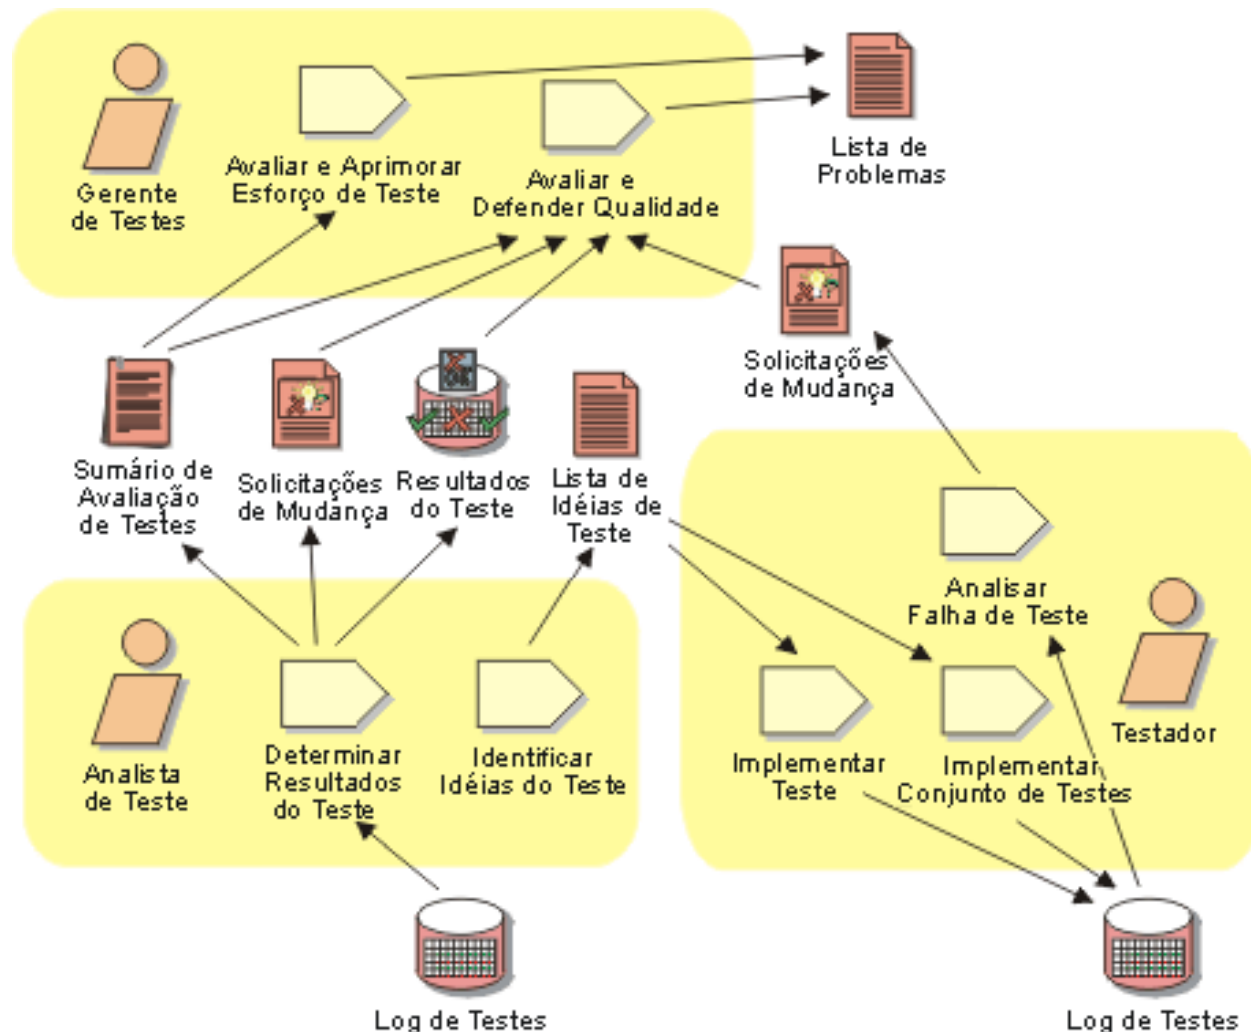 Gerente
de Testes
Avaliar e Aprimorar
Esforço de Teste
Avaliar e
Defender Qualidade
Lista de
Problemas
Solicitações
de Mudança
Sumário de
Avaliação
de Testes
Solicitações
de Mudança
Resultados
do Teste
Lista de
Idéias de
Teste
Analisar
Falha de Teste
Testador
Implementar
Teste
Implementar
Conjunto de Testes
Analista
de Teste
Determinar
Resultados
do Teste
Identificar
Idéias do Teste
Log de Testes
Log de Testes